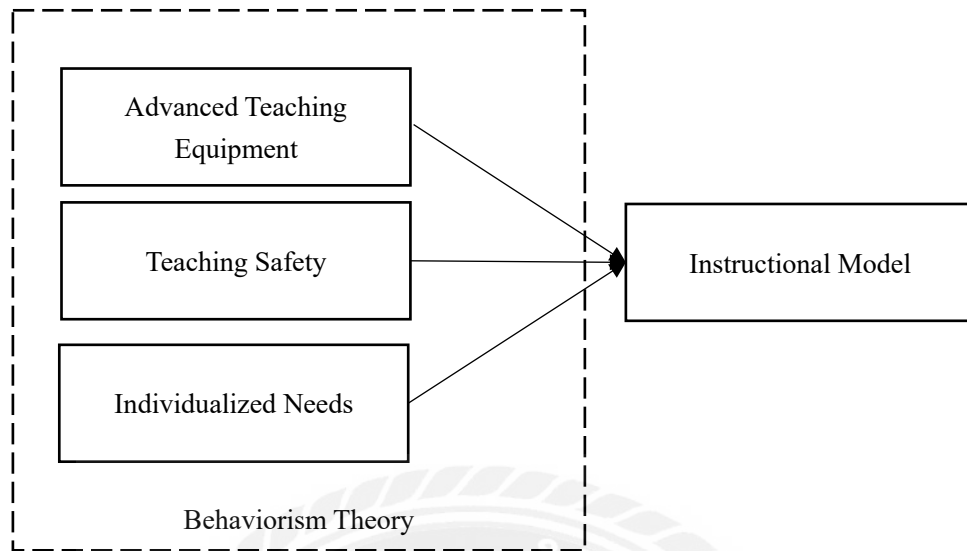 Advanced Teaching
Equipment
Teaching Safety
Instructional Model
Individualized Needs
Behaviorism Theory